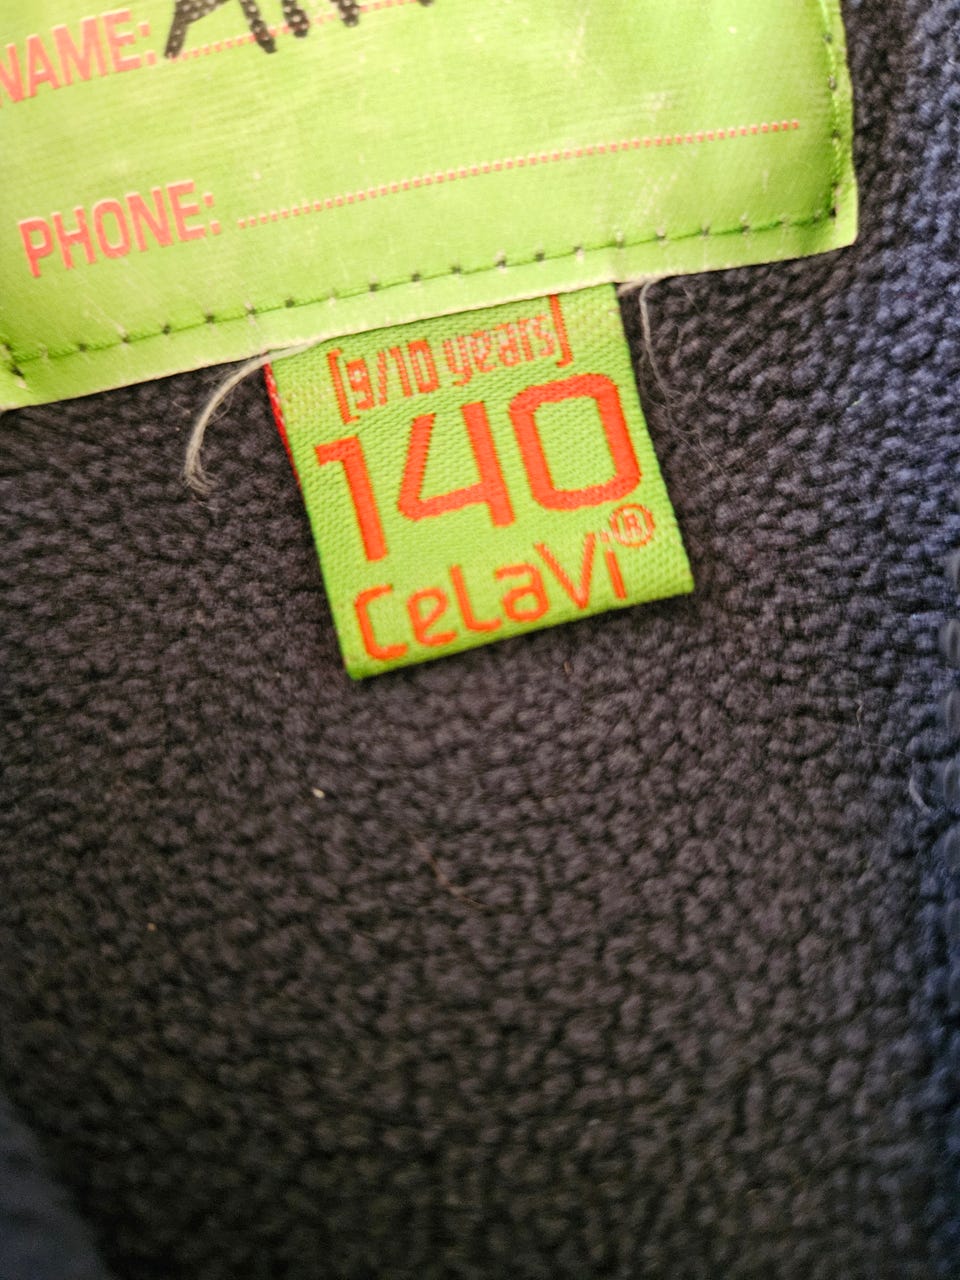 NAME:
PHONE:
[9/10 years]
140
CeLaVi®